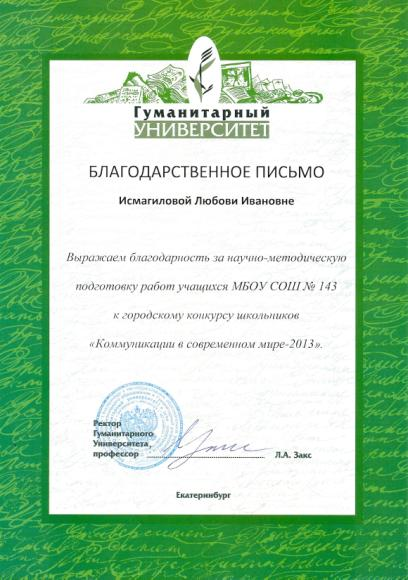 Гуманитарный
УНИВЕРСИТЕТ
БЛАГОДАРСТВЕННОЕ ПИСЬМО
Исмагиловой Любови Ивановне
Выражаем благодарность за научно-методическую
подготовку работ учащихся МБОУ СОШ № 143
к городскому конкурсу школьников
«Коммуникации в современном мире-2013».
Ректор
Гуманитарного
Университета,
профессор Л.А. Закс
Екатеринбург